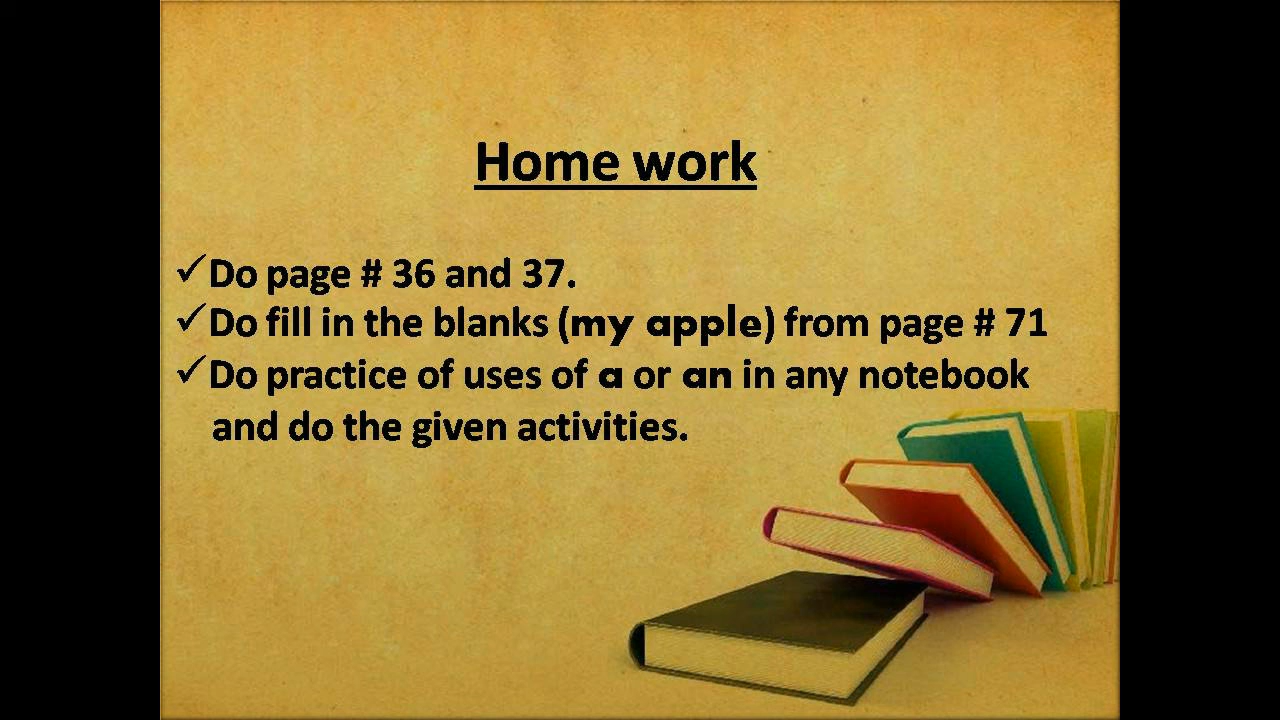 Home work
✓Do page # 36 and 37.
✓Do fill in the blanks (my apple) from page # 71
✓Do practice of uses of a or an in any notebook
and do the given activities.